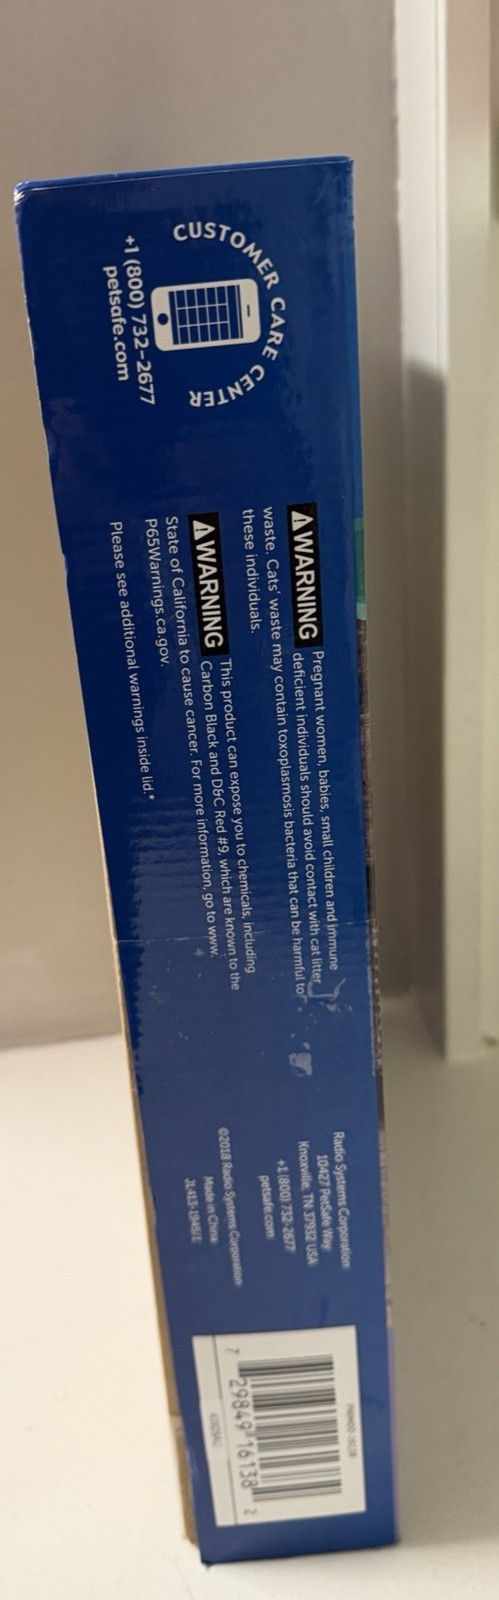 CUSTOMER CARE CENTER
+1 (800) 732-2677
petsafe.com
WARNING Pregnant women, babies, small children and immune
deficient individuals should avoid contact with cat litter
waste. Cats' waste may contain toxoplasmosis bacteria that can be harmful to
these individuals.
WARNING This product can expose you to chemicals, including
Carbon Black and D&C Red #9, which are known to the
State of California to cause cancer. For more information, go to www.
P65Warnings.ca.gov.
Please see additional warnings inside lid.*
Radio Systems Corporation
10427 PetSafe Way
Knoxville, TN 37932 USA
+1 (800) 732-2677
petsafe.com
©2018 Radio Systems Corporation
Made in China
7 29849 16138 2